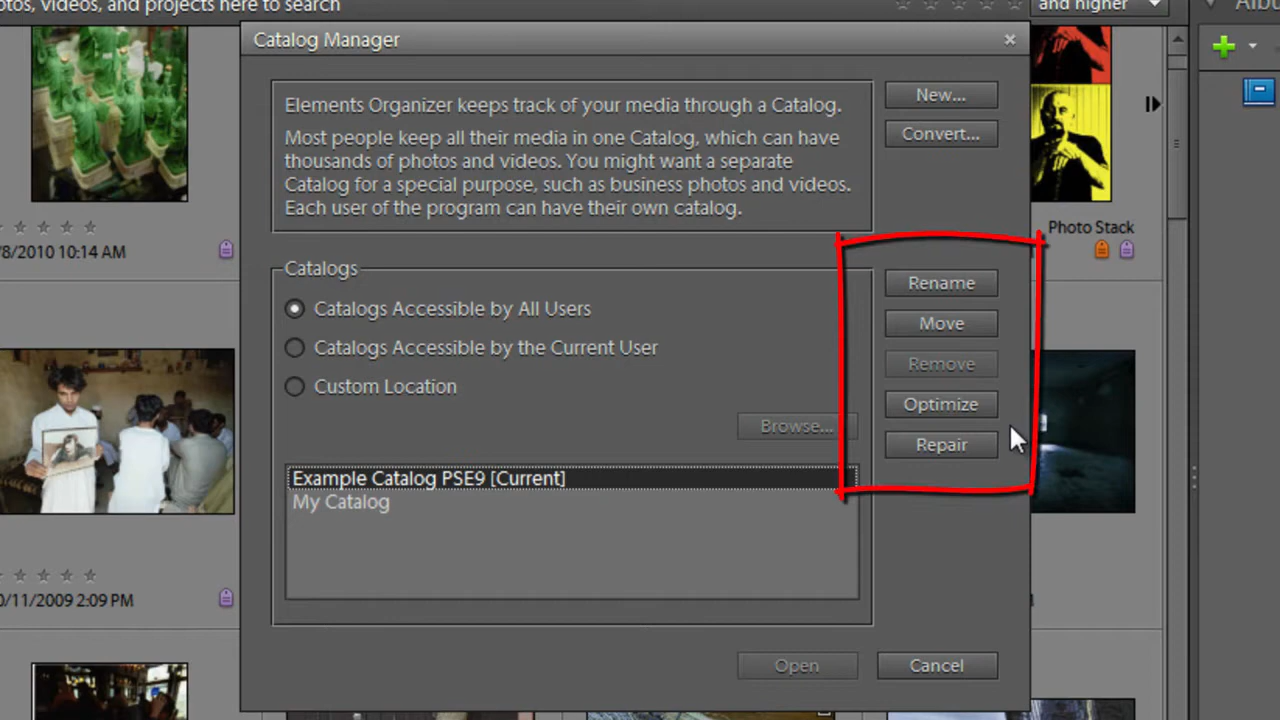 otos, videos, and projects here to search
and higher
Albu
Catalog Manager
Elements Organizer keeps track of your media through a Catalog.
Most people keep all their media in one Catalog, which can have
thousands of photos and videos. You might want a separate
Catalog for a special purpose, such as business photos and videos.
Each user of the program can have their own catalog.
New...
Convert...
/8/2010 10:14 AM
Photo Stack
Catalogs
Catalogs Accessible by All Users
Catalogs Accessible by the Current User
Custom Location
Browse...
Rename
Move
Remove
Optimize
Repair
Example Catalog PSE9 [Current]
My Catalog
0/11/2009 2:09 PM
Open
Cancel